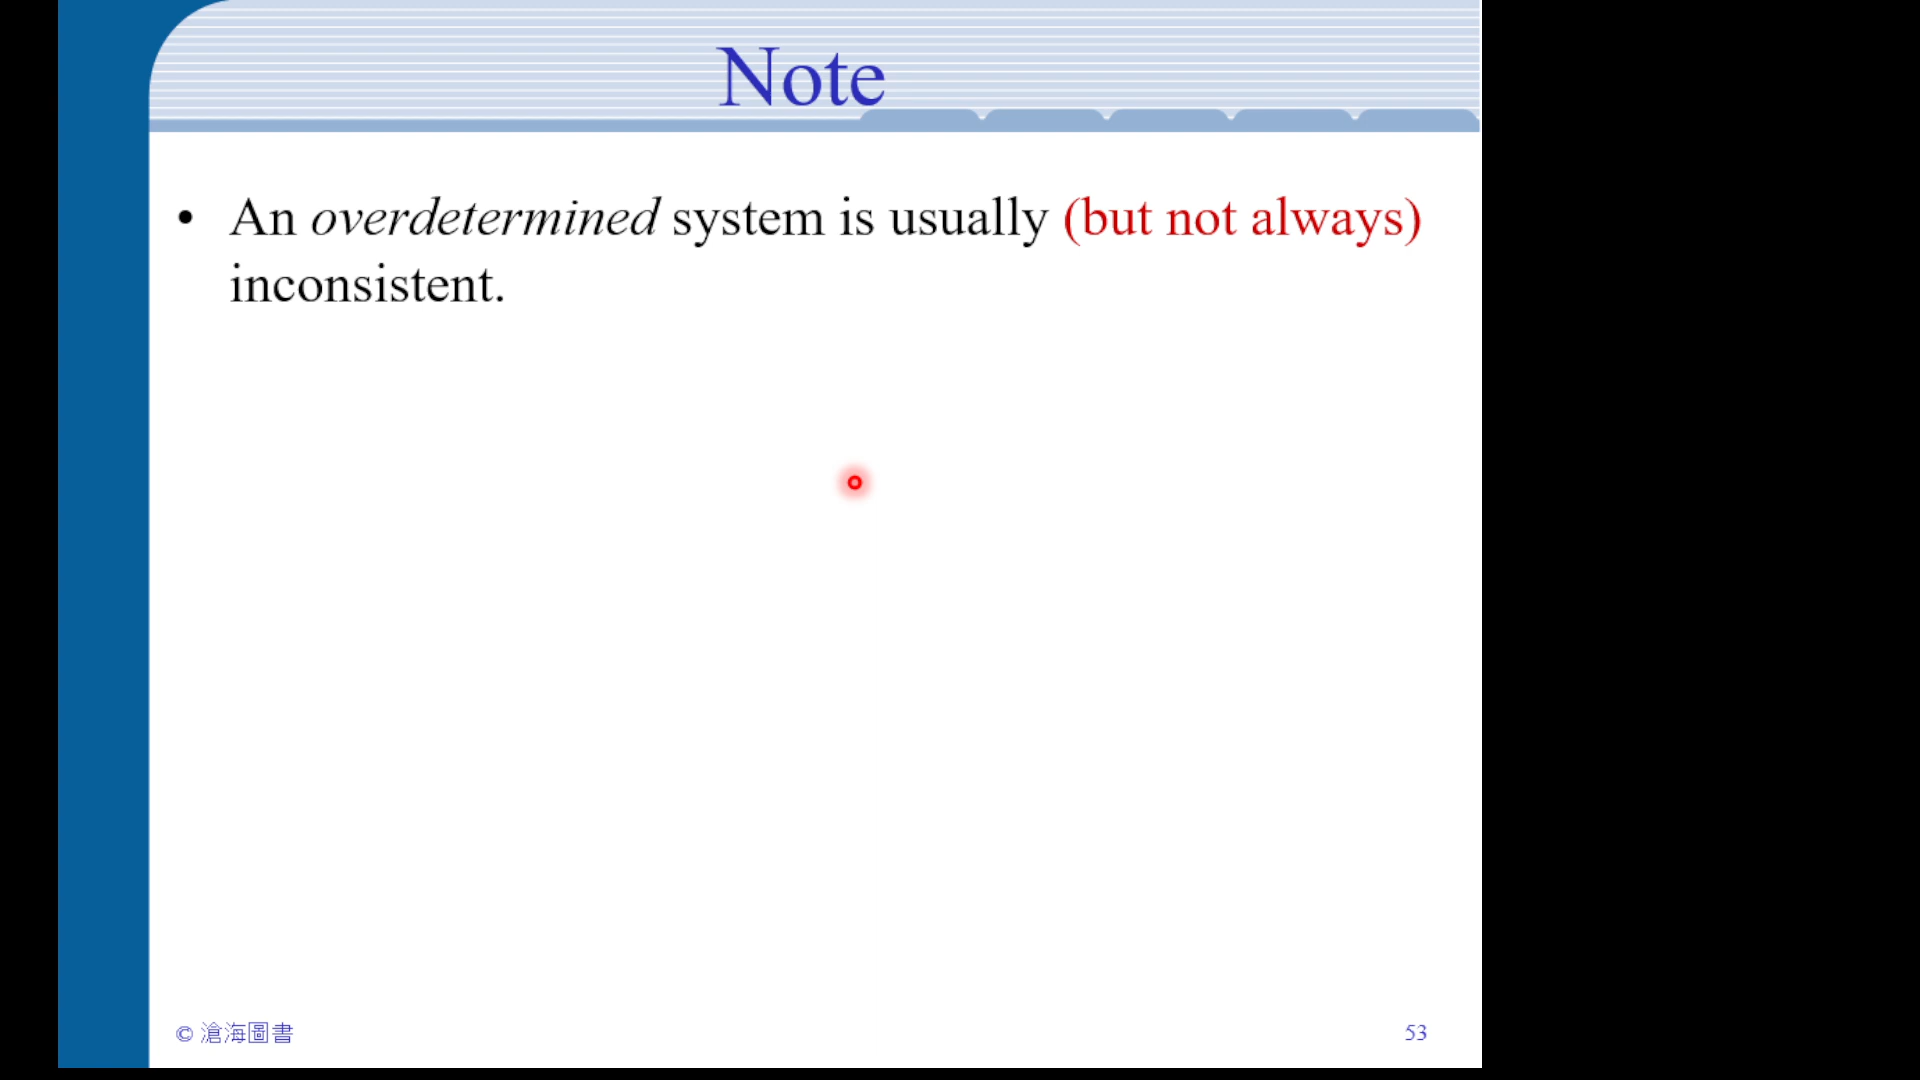 Note
• An overdetermined system is usually (but not always)
inconsistent.
© 滄海圖書
53